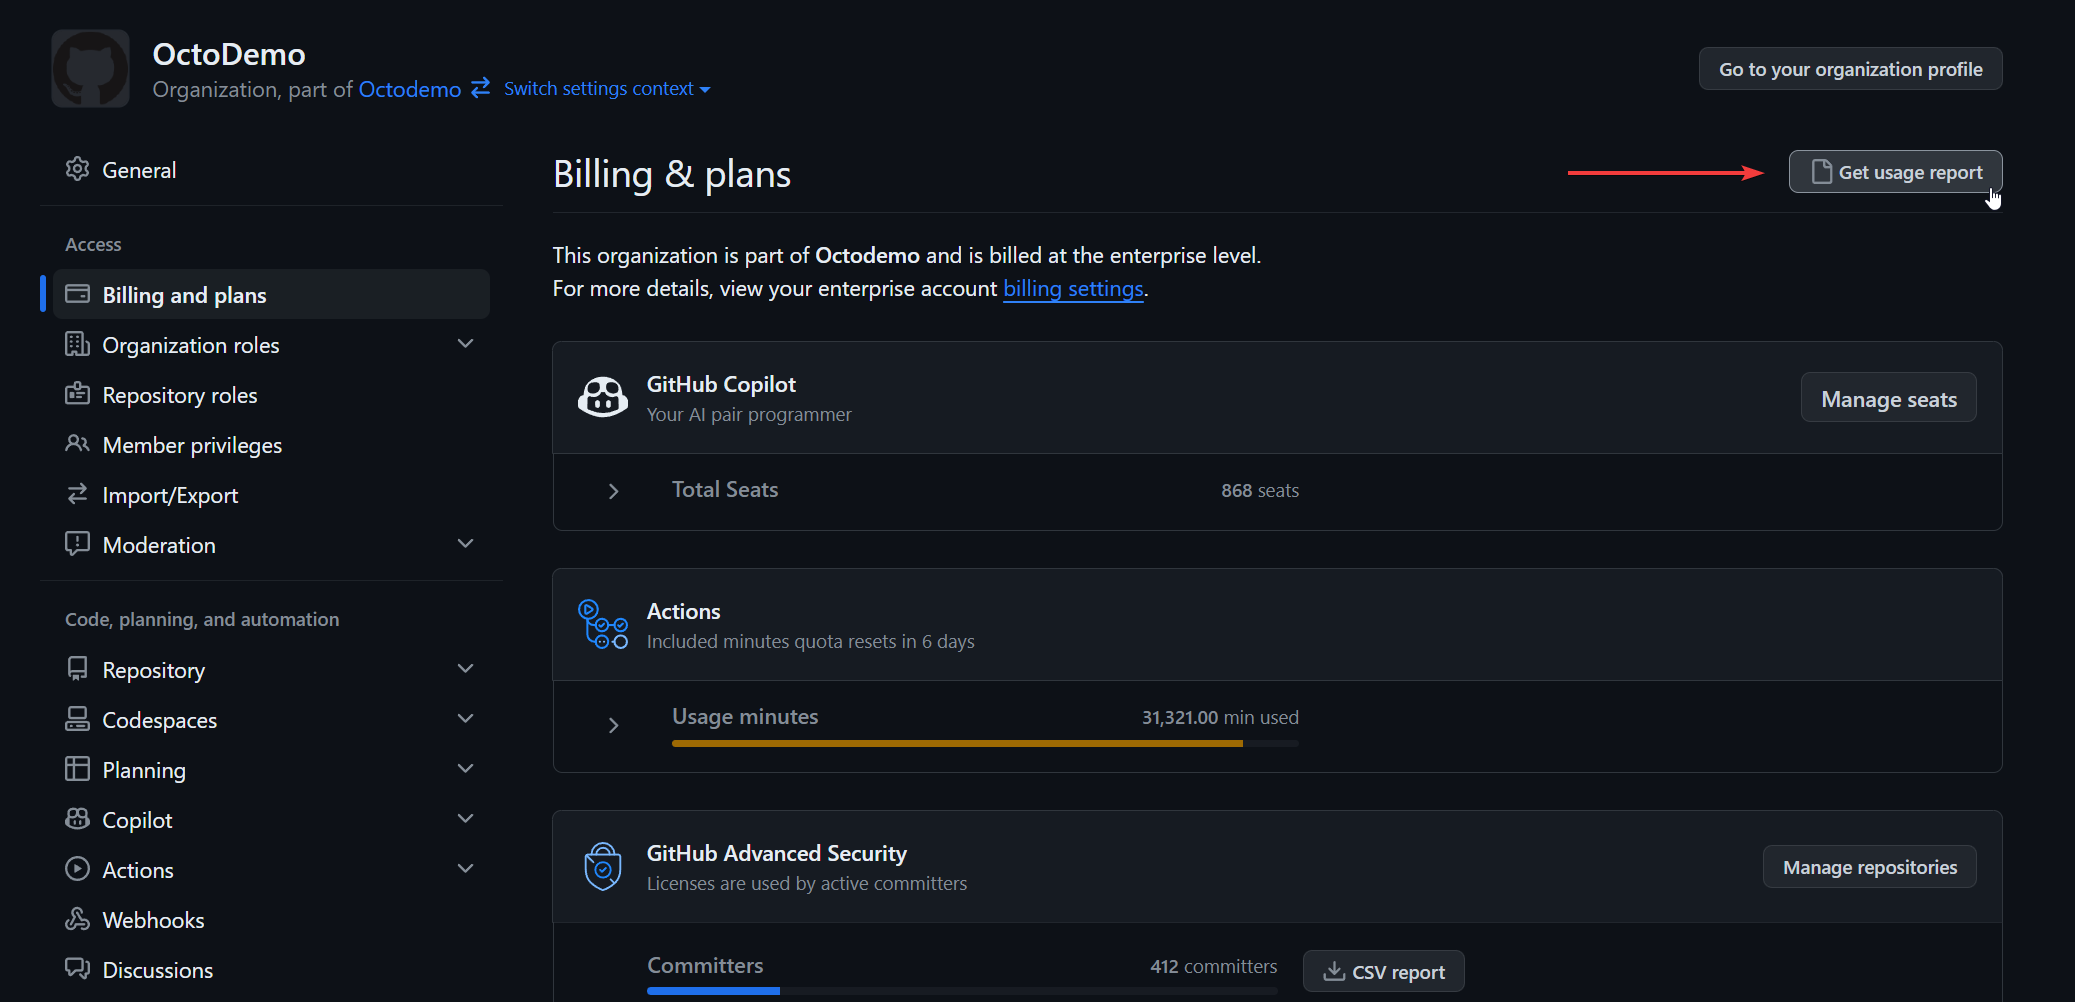 OctoDemo
Organization, part of Octodemo Switch settings context
Go to your organization profile
General
Access
Billing and plans
Organization roles
Repository roles
Member privileges
Import/Export
Moderation
Code, planning, and automation
Repository
Codespaces
Planning
Copilot
Actions
Webhooks
Discussions
Billing & plans
Get usage report
This organization is part of Octodemo and is billed at the enterprise level.
For more details, view your enterprise account billing settings.
GitHub Copilot
Your AI pair programmer
Manage seats
Total Seats 868 seats
Actions
Included minutes quota resets in 6 days
Usage minutes 31,321.00 min used
GitHub Advanced Security
Licenses are used by active committers
Manage repositories
Committers 412 committers
CSV report